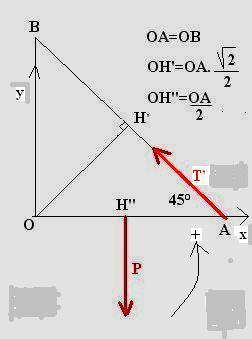 B
OA=OB
OH'=OA.√2/2
OH''=OA/2
y
H'
T'
45°
H''
O
A
x
+
P